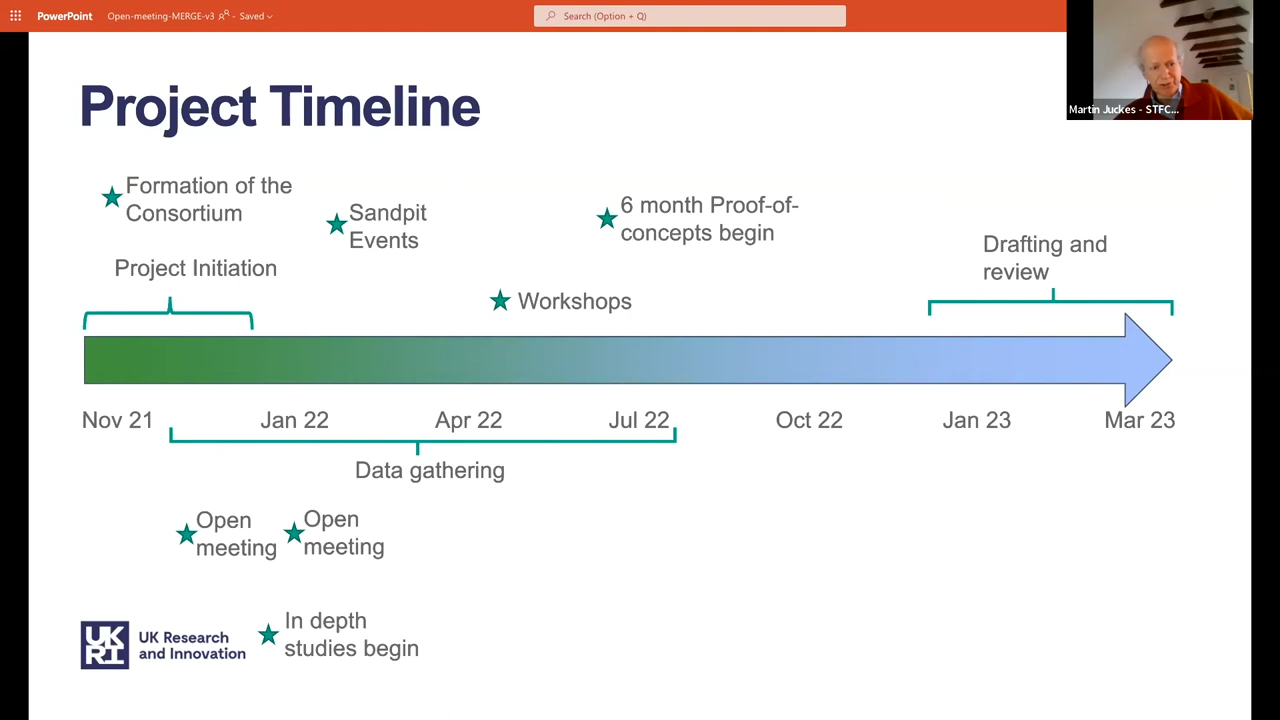 PowerPoint
Open-meeting-MERGE-v3 - Saved
Search (Option + Q)
Martin Juckes - STFC...
Project Timeline
Formation of the
Consortium
Sandpit
Events
6 month Proof-of-
concepts begin
Drafting and
review
Project Initiation
Workshops
Nov 21
Jan 22
Apr 22
Jul 22
Oct 22
Jan 23
Mar 23
Data gathering
Open
meeting
Open
meeting
In depth
studies begin
UK
RI
UK Research
and Innovation